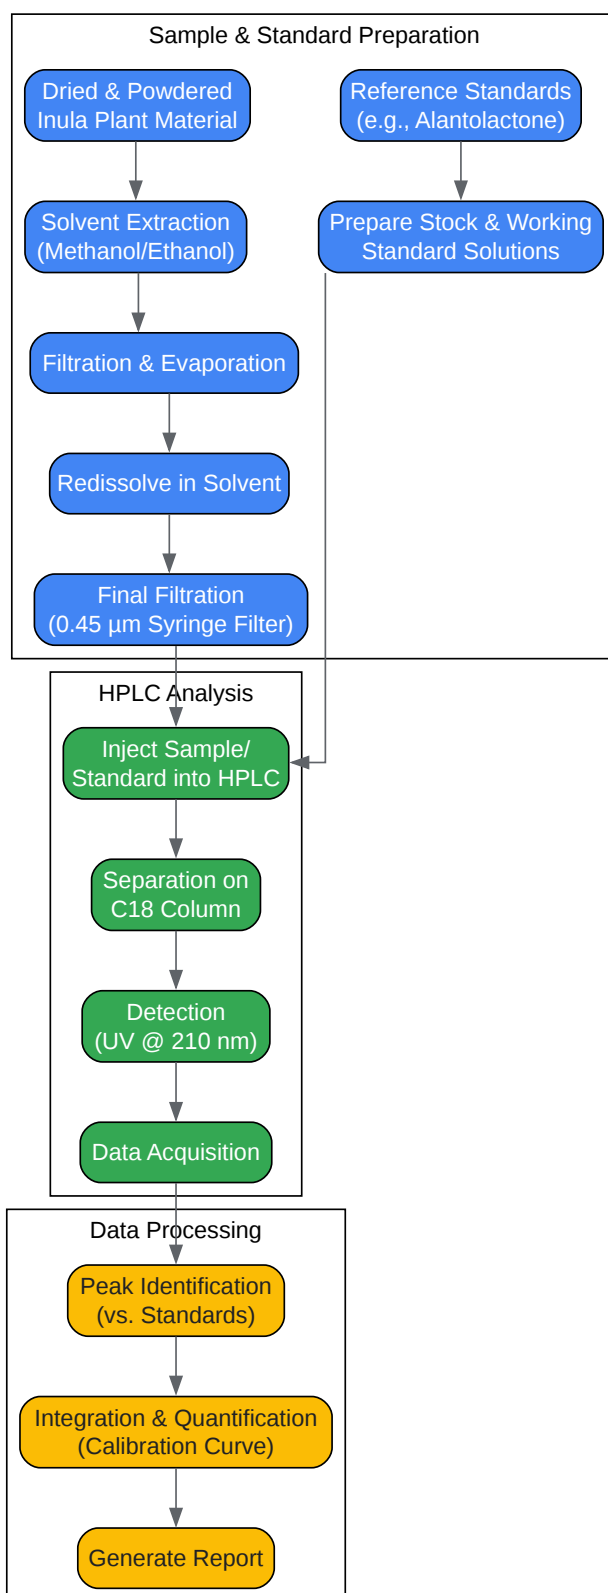 Sample & Standard Preparation
Dried & Powdered
Inula Plant Material
Reference Standards
(e.g., Alantolactone)
Solvent Extraction
(Methanol/Ethanol)
Prepare Stock & Working
Standard Solutions
Filtration & Evaporation
Redissolve in Solvent
Final Filtration
(0.45 µm Syringe Filter)
HPLC Analysis
Inject Sample/
Standard into HPLC
Separation on
C18 Column
Detection
(UV @ 210 nm)
Data Acquisition
Data Processing
Peak Identification
(vs. Standards)
Integration & Quantification
(Calibration Curve)
Generate Report